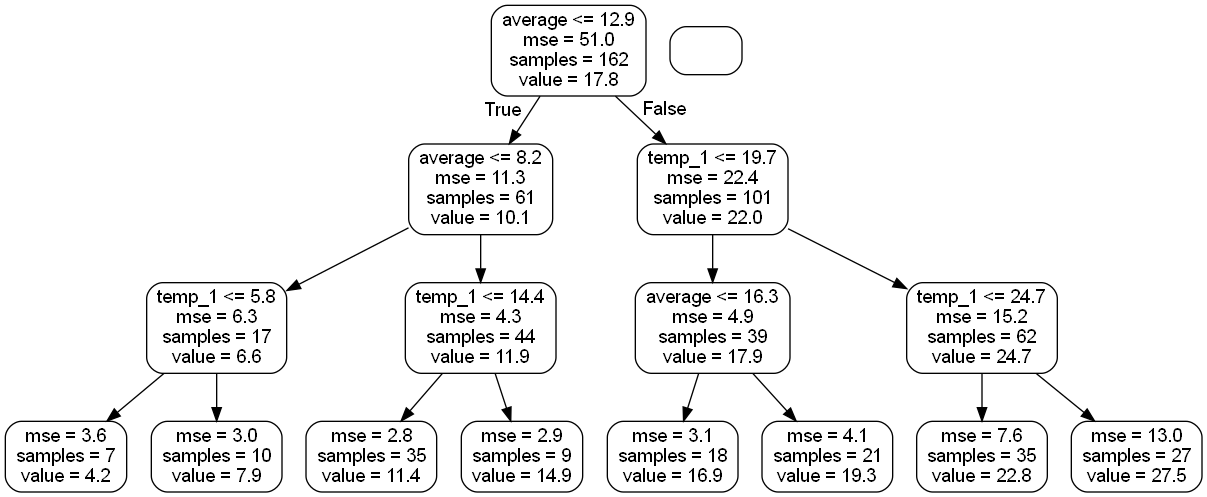 average <= 12.9
mse = 51.0
samples = 162
value = 17.8
True
False
average <= 8.2
mse = 11.3
samples = 61
value = 10.1
temp_1 <= 19.7
mse = 22.4
samples = 101
value = 22.0
temp_1 <= 5.8
mse = 6.3
samples = 17
value = 6.6
temp_1 <= 14.4
mse = 4.3
samples = 44
value = 11.9
average <= 16.3
mse = 4.9
samples = 39
value = 17.9
temp_1 <= 24.7
mse = 15.2
samples = 62
value = 24.7
mse = 3.6
samples = 7
value = 4.2
mse = 3.0
samples = 10
value = 7.9
mse = 2.8
samples = 35
value = 11.4
mse = 2.9
samples = 9
value = 14.9
mse = 3.1
samples = 18
value = 16.9
mse = 4.1
samples = 21
value = 19.3
mse = 7.6
samples = 35
value = 22.8
mse = 13.0
samples = 27
value = 27.5